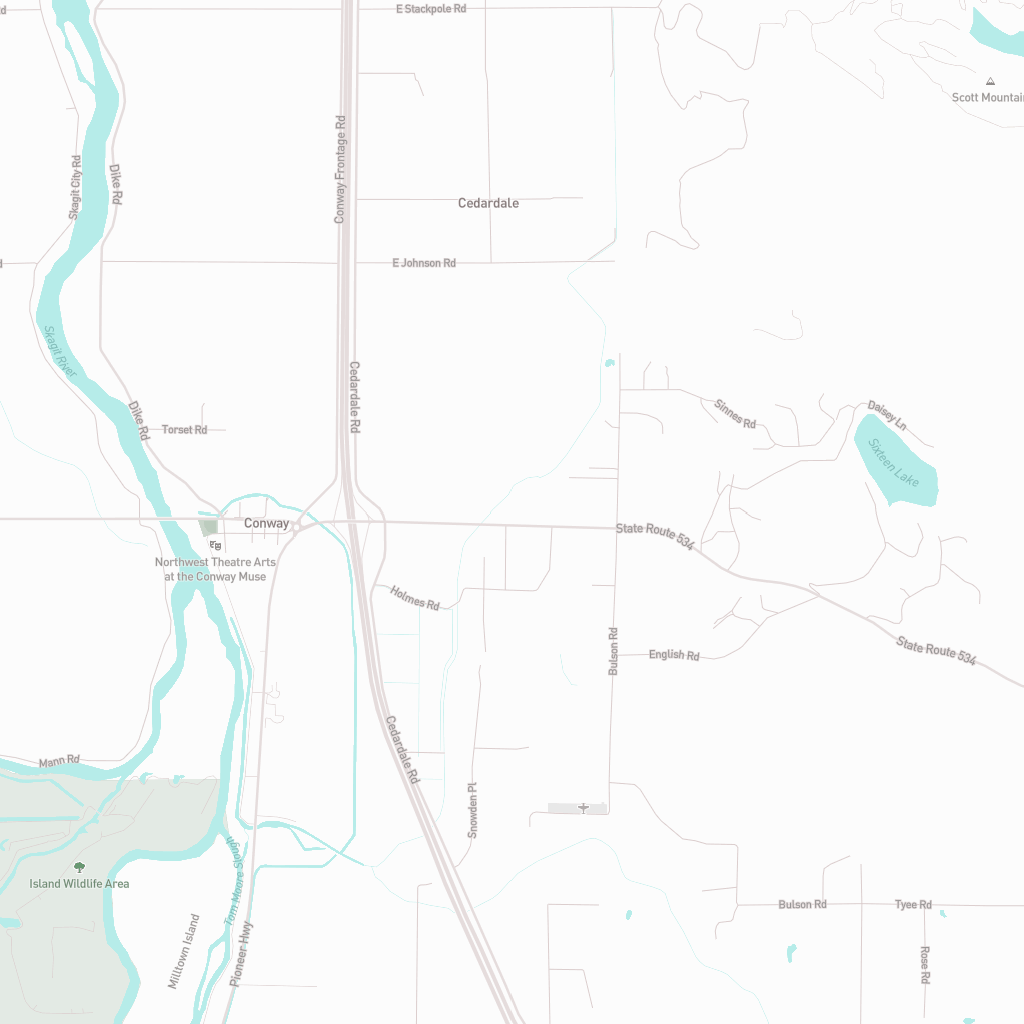 E Stackpole Rd
Scott Mountain
Conway Frontage Rd
Skagit City Rd
Dike Rd
Cedardale
E Johnson Rd
Skagit River
Cedardale Rd
Dike Rd
Torset Rd
Sinnes Rd
Daisey Ln
Sixteen Lake
Conway
State Route 534
Northwest Theatre Arts
at the Conway Muse
Holmes Rd
Bulson Rd
English Rd
State Route 534
Mann Rd
Cedardale Rd
Snowden Pl
Tom Moore Slough
Island Wildlife Area
Milltown Island
Pioneer Hwy
Bulson Rd
Tyee Rd
Rose Rd